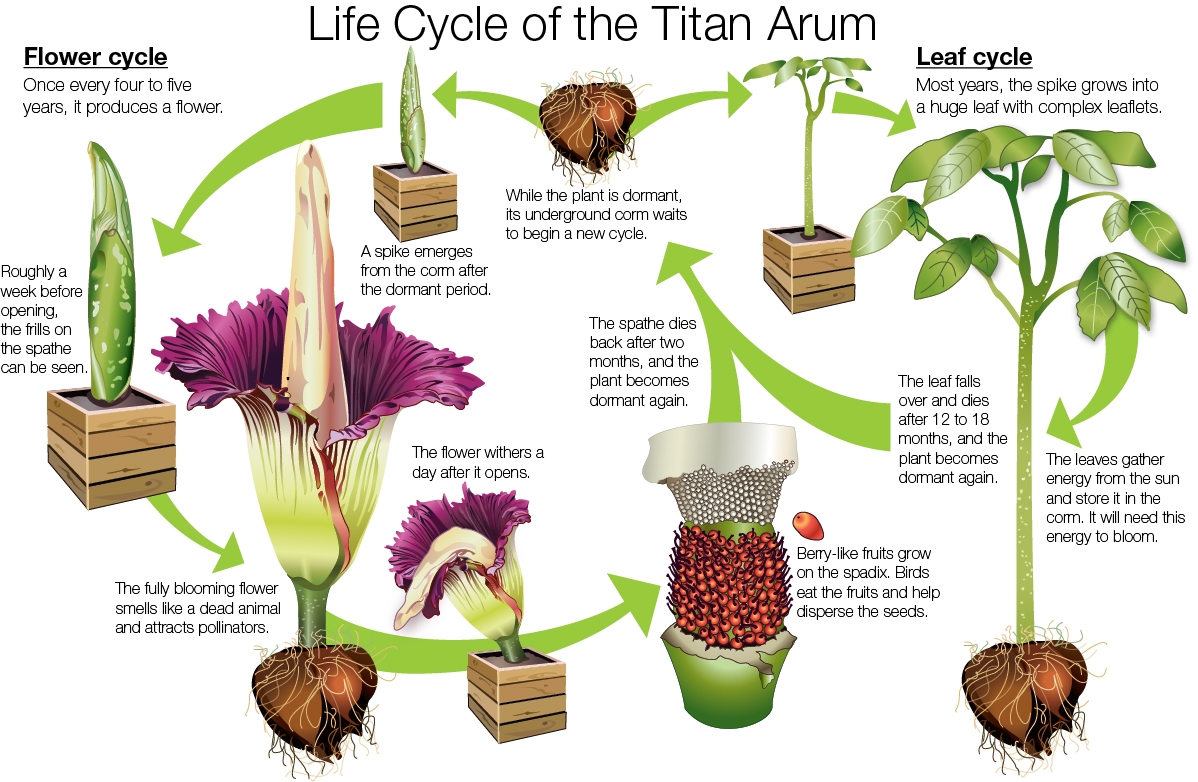 Life Cycle of the Titan Arum
Flower cycle
Once every four to five
years, it produces a flower.
Leaf cycle
Most years, the spike grows into
a huge leaf with complex leaflets.
While the plant is dormant,
its underground corm waits
to begin a new cycle.
A spike emerges
from the corn after
the dormant period.
Roughly a
week before
opening,
the frills on
the spathe
can be seen.
The fully blooming flower
smells like a dead animal
and attracts pollinators.
The flower withers a
day after it opens.
Berry-like fruits grow
on the spadix. Birds
eat the fruits and help
disperse the seeds.
The spathe dies
back after two
months, and the
plant becomes
dormant again.
The leaf falls
over and dies
after 12 to 18
months, and the
plant becomes
dormant again.
The leaves gather
energy from the sun
and store it in the
corm. It will need this
energy to bloom.